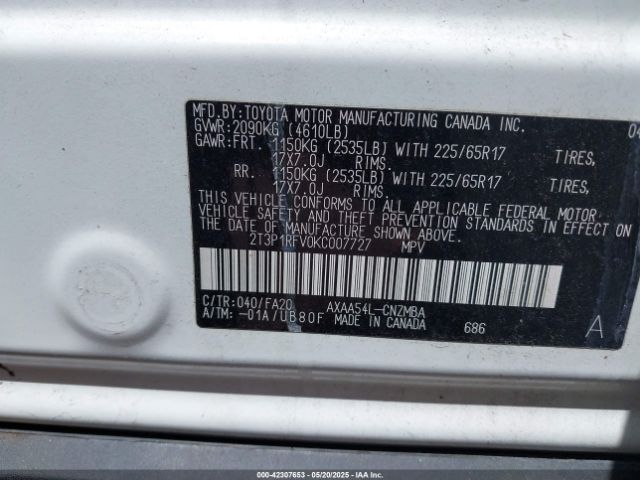 MFD.BY:TOYOTA MOTOR MANUFACTURING CANADA INC. 04
GVWR:2090KG (4610LB)
GAWR:FRT. 1150KG (2535LB) WITH 225/65R17 TIRES,
17X7.0J RIMS.
RR. 1150KG (2535LB) WITH 225/65R17 TIRES,
17X7.0J RIMS.
THIS VEHICLE CONFORMS TO ALL APPLICABLE FEDERAL MOTOR
VEHICLE SAFETY AND THEFT PREVENTION STANDARDS IN EFFECT ON
THE DATE OF MANUFACTURE SHOWN ABOVE.
2T3P1RFV0KC007727 MPV
C/TR:040/FA20 AXAA54L-CNZMBA
A/TM: -01A/UB80F MADE IN CANADA 686 A
000-42307653 - 05/20/2025 - IAA Inc.